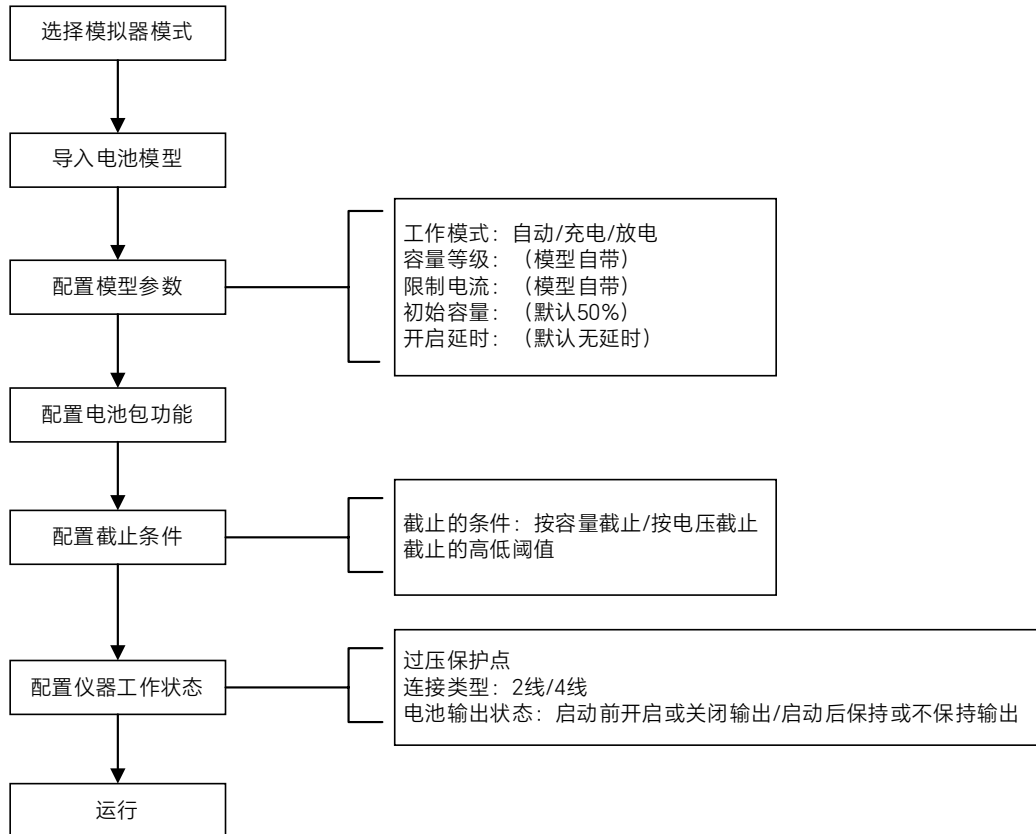 选择模拟器模式
导入电池模型
配置模型参数
工作模式：自动/充电/放电
容量等级：（模型自带）
限制电流：（模型自带）
初始容量：（默认50%）
开启延时：（默认无延时）
配置电池包功能
配置截止条件
截止的条件：按容量截止/按电压截止
截止的高低阈值
配置仪器工作状态
过压保护点
连接类型：2线/4线
电池输出状态：启动前开启或关闭输出/启动后保持或不保持输出
运行